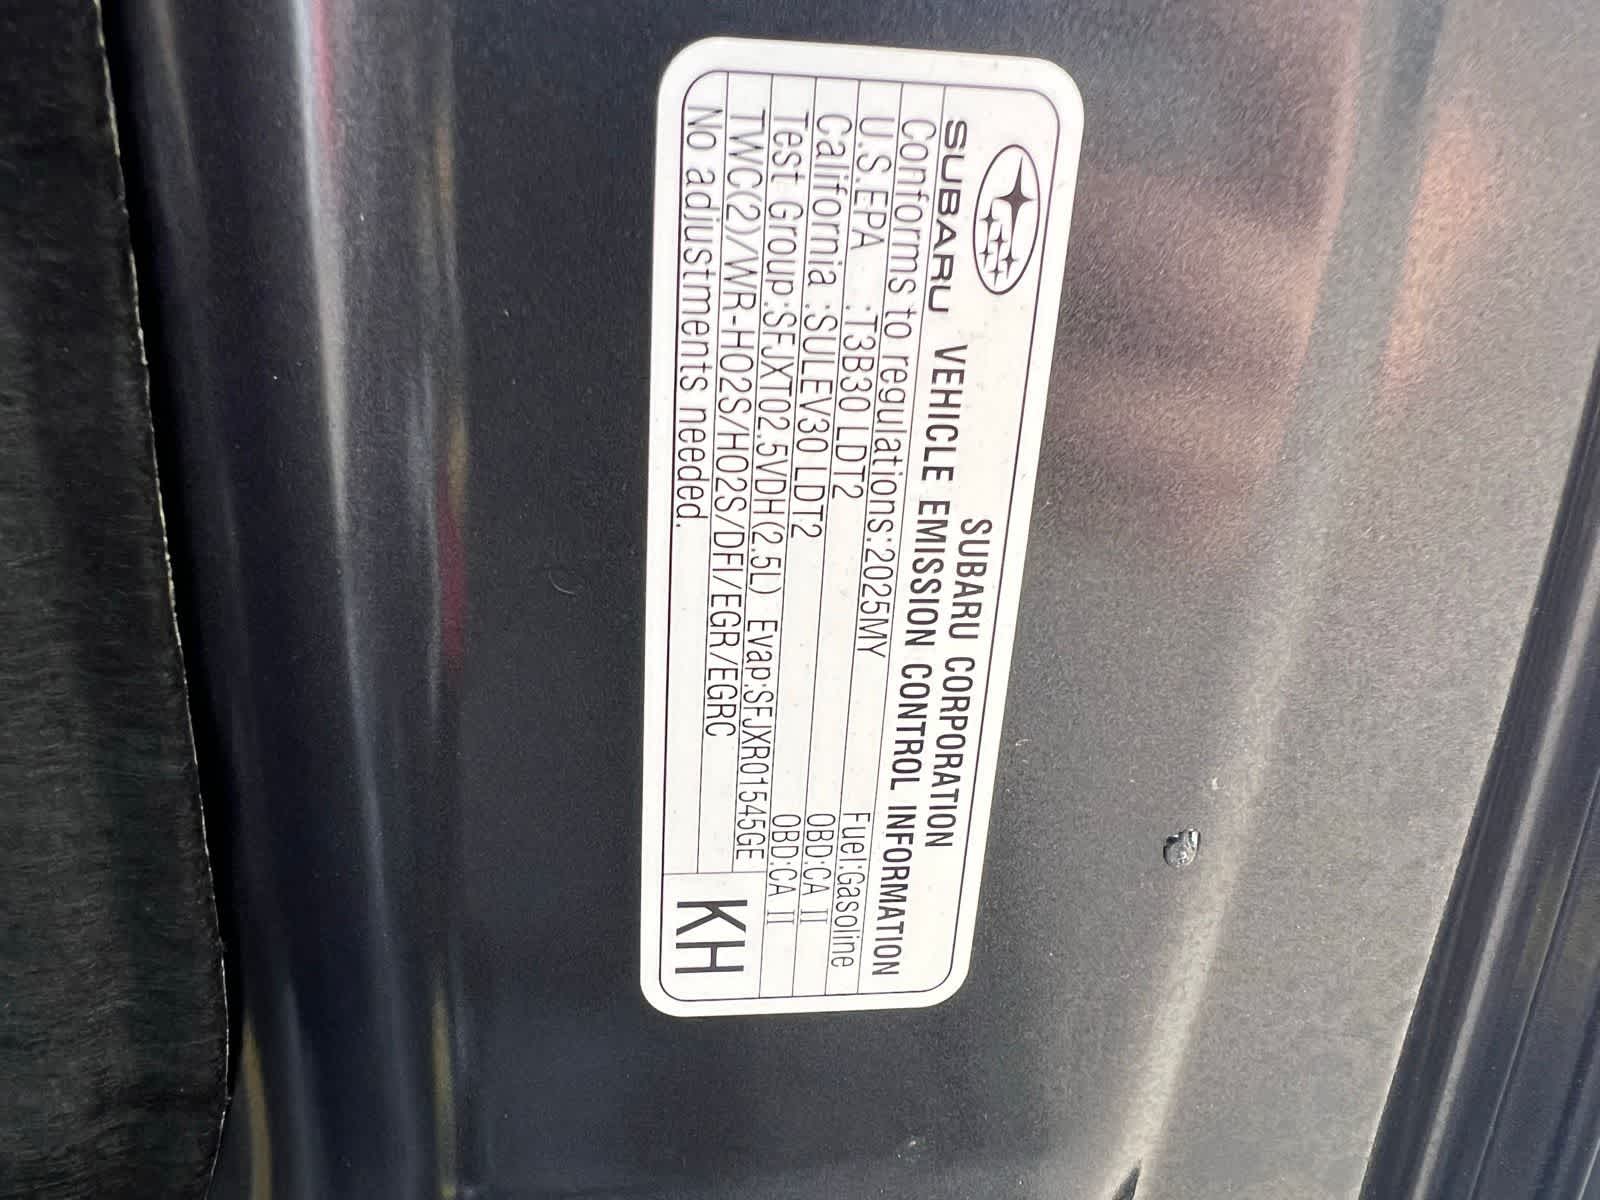 SUBARU CORPORATION
SUBARU VEHICLE EMISSION CONTROL INFORMATION
Conforms to regulations:2025MY Fuel:Gasoline
U.S.EPA :T3B30 LDT2 OBD:CA II
California :SULEV30 LDT2 OBD:CA II
Test Group:SFJXT02.5VDH(2.5L) Evap:SFJXR01545GE
TWC(2)/WR-HO2S/HO2S/DFI/EGR/EGRC
No adjustments needed.
KH